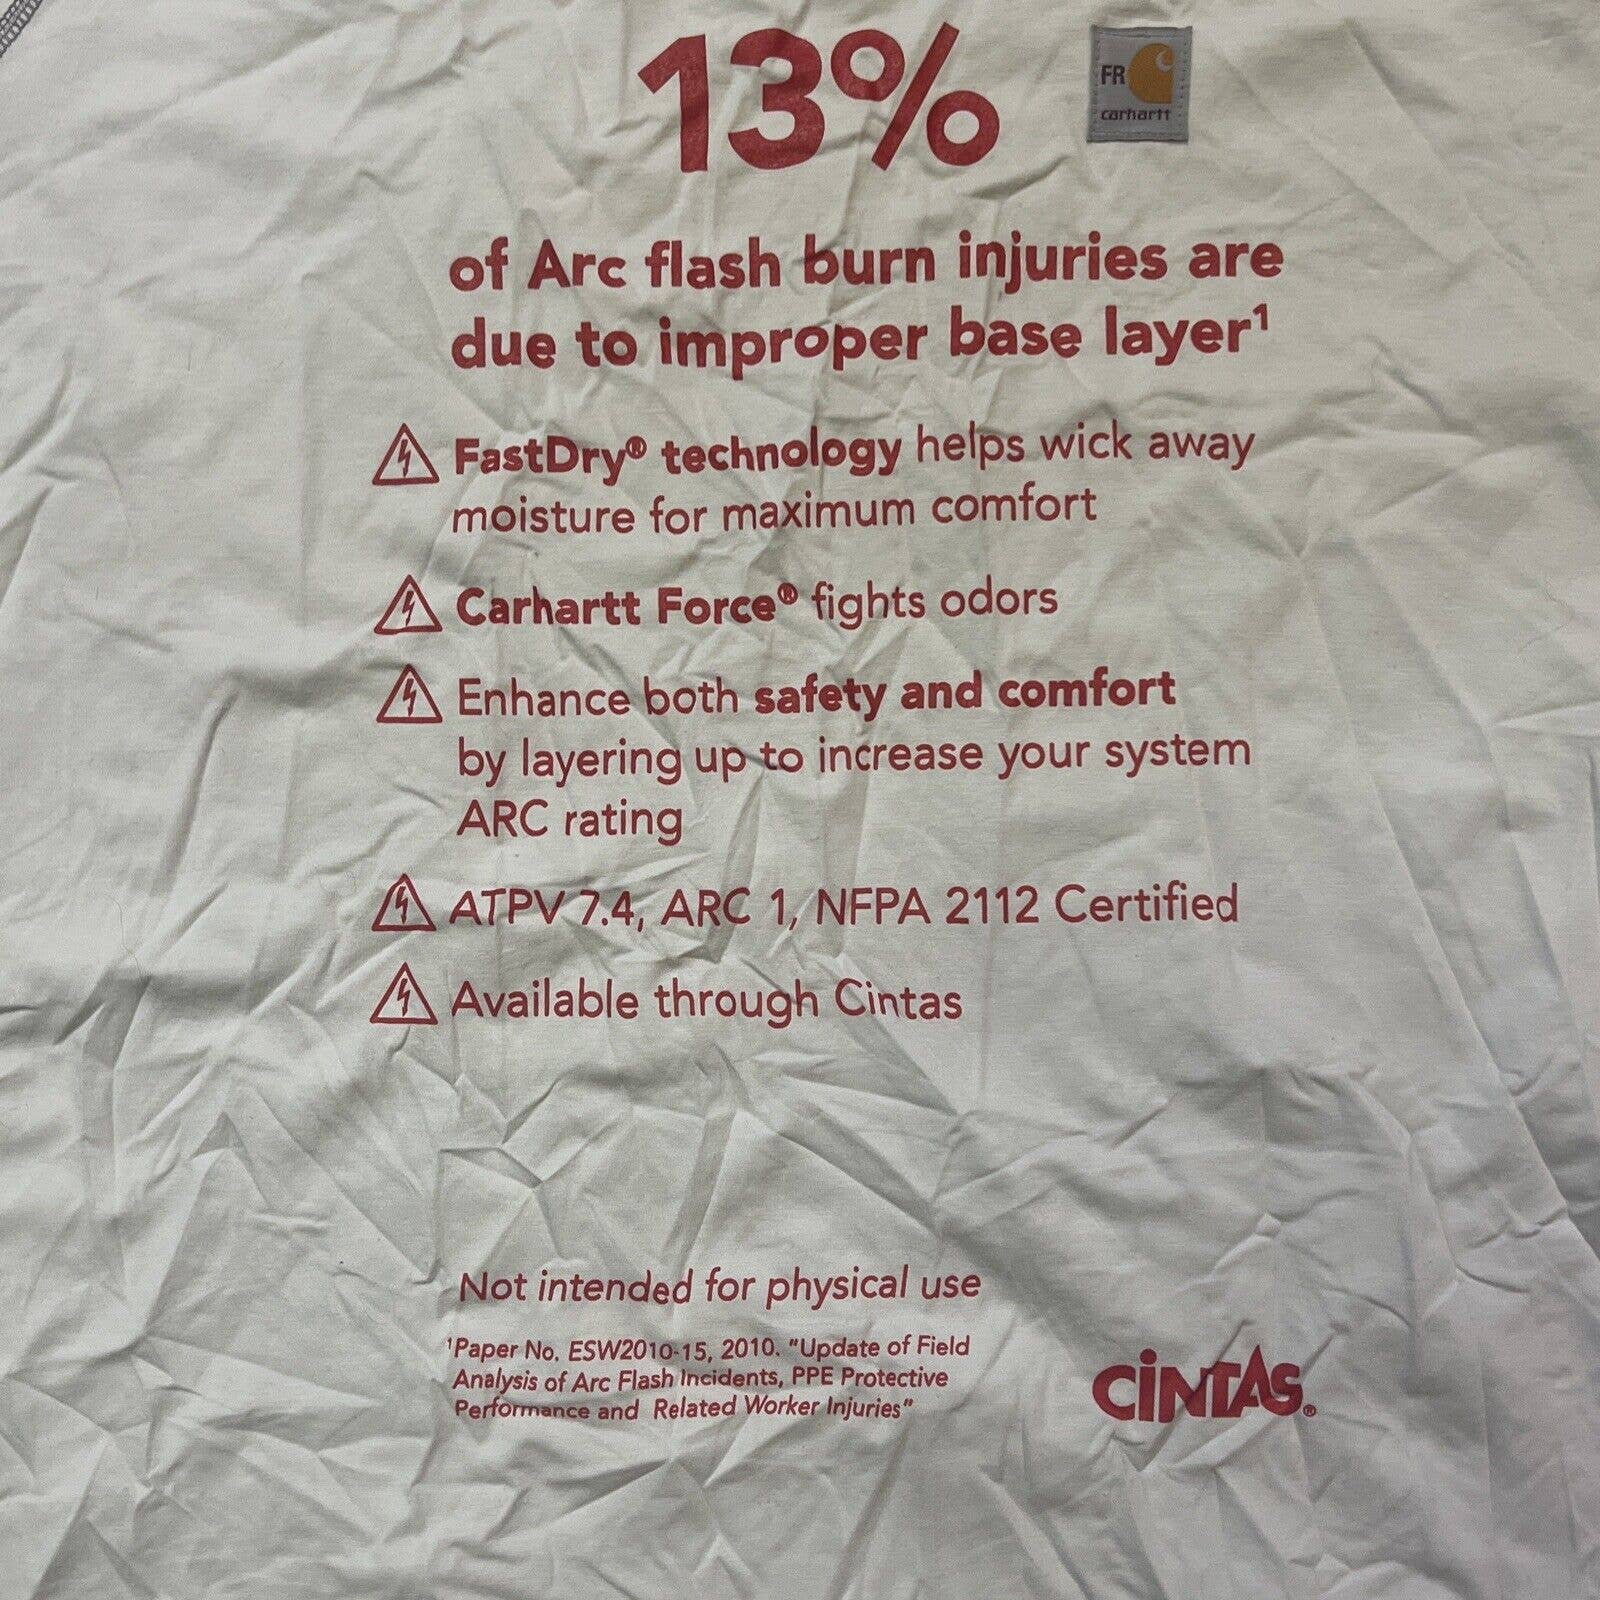 13%
FR
carhartt
of Arc flash burn injuries are
due to improper base layer¹
FastDry® technology helps wick away
moisture for maximum comfort
Carhartt Force® fights odors
Enhance both safety and comfort
by layering up to increase your system
ARC rating
ATPV 7.4, ARC 1, NFPA 2112 Certified
Available through Cintas
Not intended for physical use
¹Paper No. ESW2010-15, 2010. "Update of Field
Analysis of Arc Flash Incidents, PPE Protective
Performance and Related Worker Injuries"
CiNTAS®